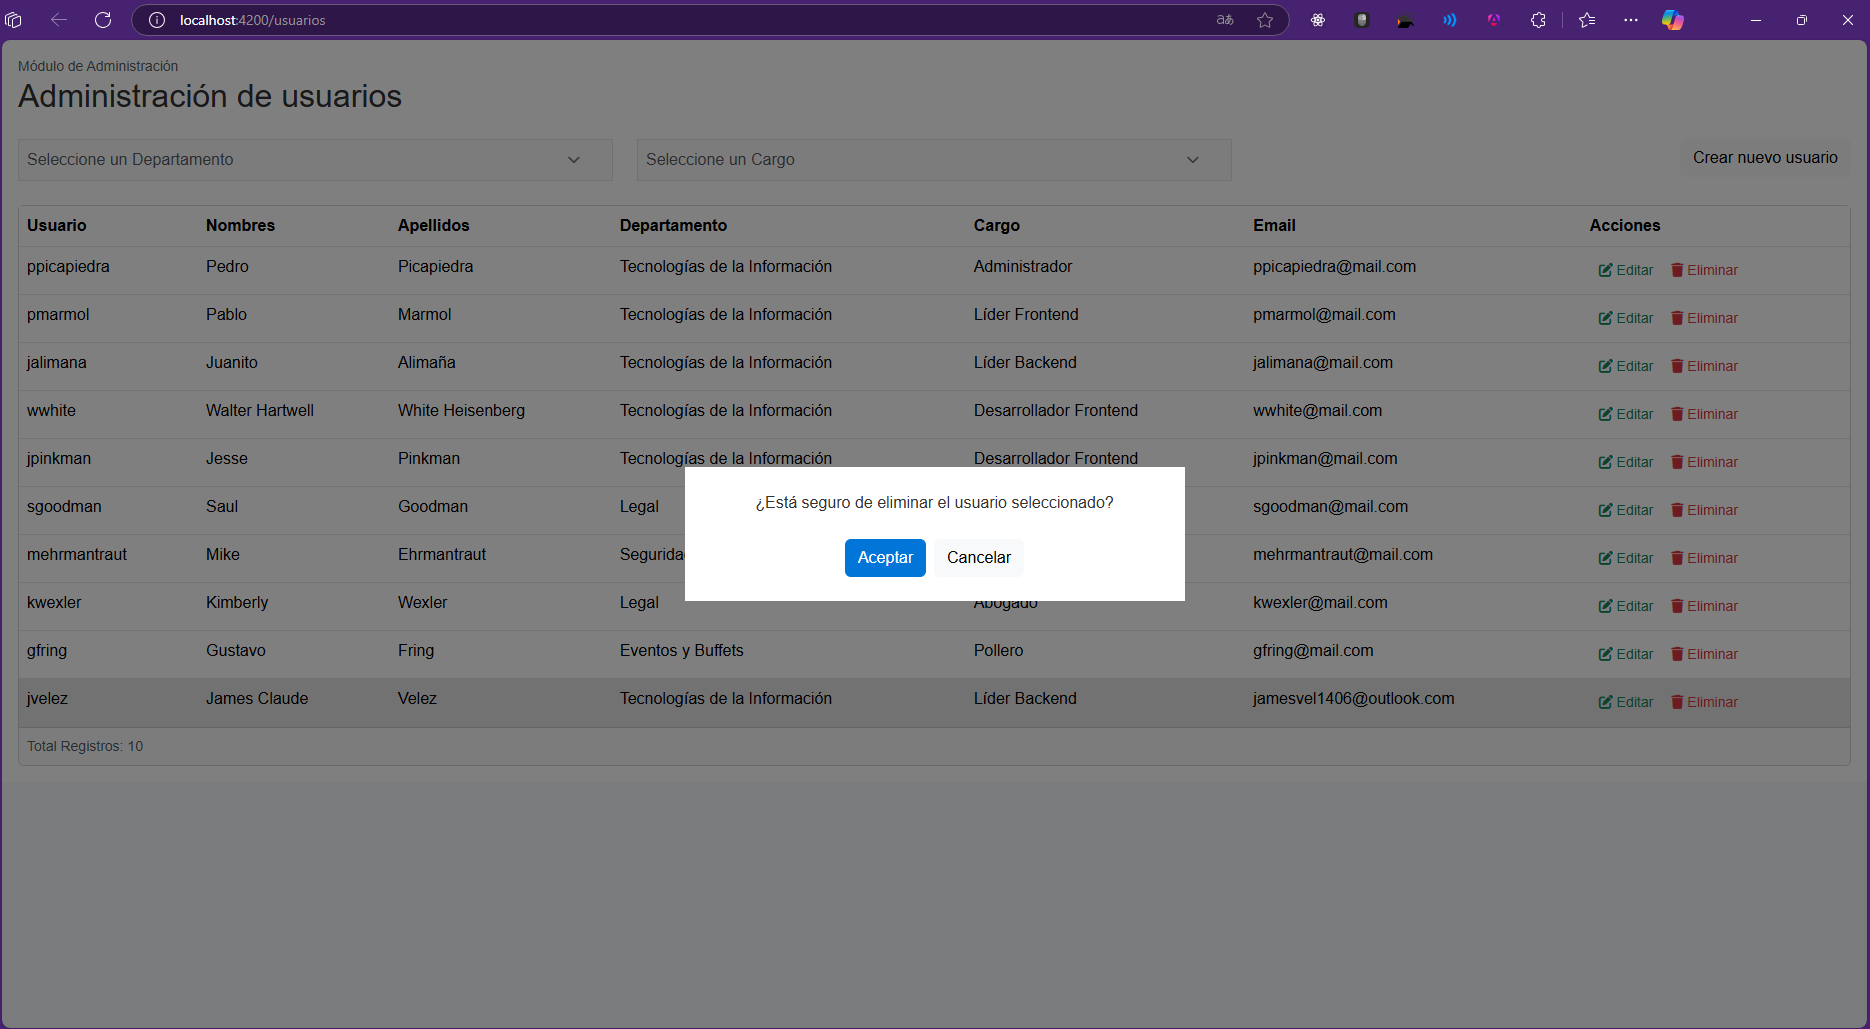 localhost:4200/usuarios
Módulo de Administración
Administración de usuarios
Seleccione un Departamento
Seleccione un Cargo
Crear nuevo usuario
Usuario Nombres Apellidos Departamento Cargo Email Acciones
ppicapiedra Pedro Picapiedra Tecnologías de la Información Administrador ppicapiedra@mail.com Editar Eliminar
pmarmol Pablo Marmol Tecnologías de la Información Líder Frontend pmarmol@mail.com Editar Eliminar
jalimana Juanito Alimaña Tecnologías de la Información Líder Backend jalimana@mail.com Editar Eliminar
wwhite Walter Hartwell White Heisenberg Tecnologías de la Información Desarrollador Frontend wwhite@mail.com Editar Eliminar
jpinkman Jesse Pinkman Tecnologías de la Información Desarrollador Frontend jpinkman@mail.com Editar Eliminar
sgoodman Saul Goodman Legal sgoodman@mail.com Editar Eliminar
mehrmantraut Mike Ehrmantraut mehrmantraut@mail.com Editar Eliminar
kwexler Kimberly Wexler Legal Abogado kwexler@mail.com Editar Eliminar
gfring Gustavo Fring Eventos y Buffets Pollero gfring@mail.com Editar Eliminar
jvelez James Claude Velez Tecnologías de la Información Líder Backend jamesvel1406@outlook.com Editar Eliminar
Total Registros: 10
¿Está seguro de eliminar el usuario seleccionado?
Aceptar Cancelar